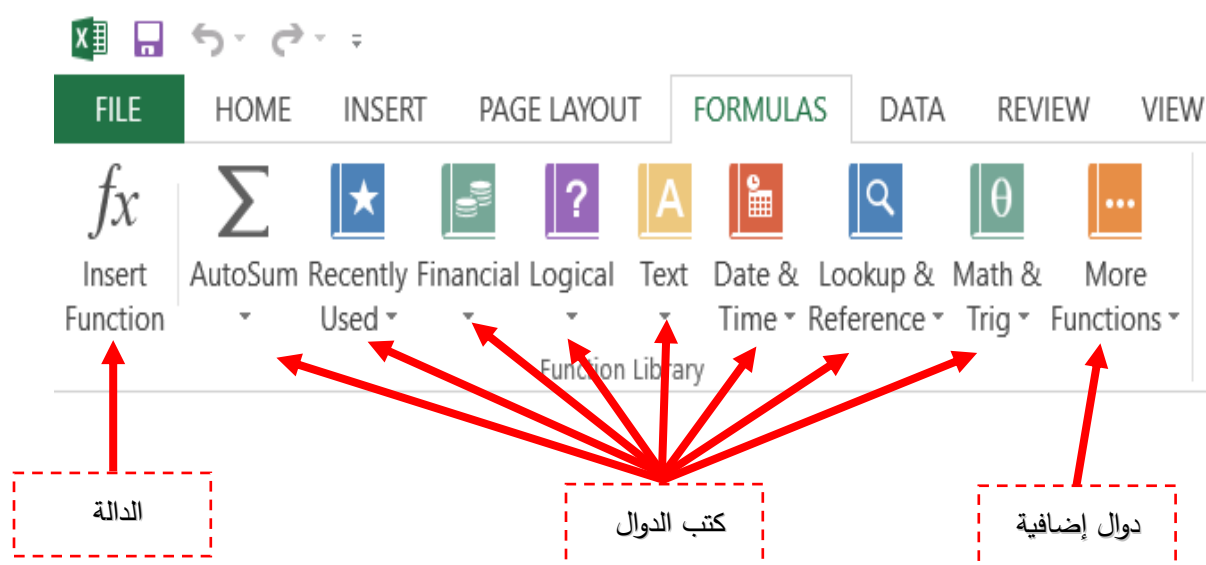 FILE HOME INSERT PAGE LAYOUT FORMULAS DATA REVIEW VIEW
fx Σ ? A θ
Insert AutoSum Recently Financial Logical Text Date & Lookup & Math & More
Function Used Time Reference Trig Functions
Function Library
الدالة
كتب الدوال
دوال إضافية